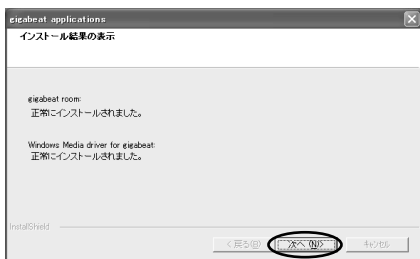 gigabeat applications
インストール結果の表示
gigabeat room:
正常にインストールされました。
Windows Media driver for gigabeat:
正常にインストールされました。
InstallShield
< 戻る(B) 次へ (N)> キャンセル